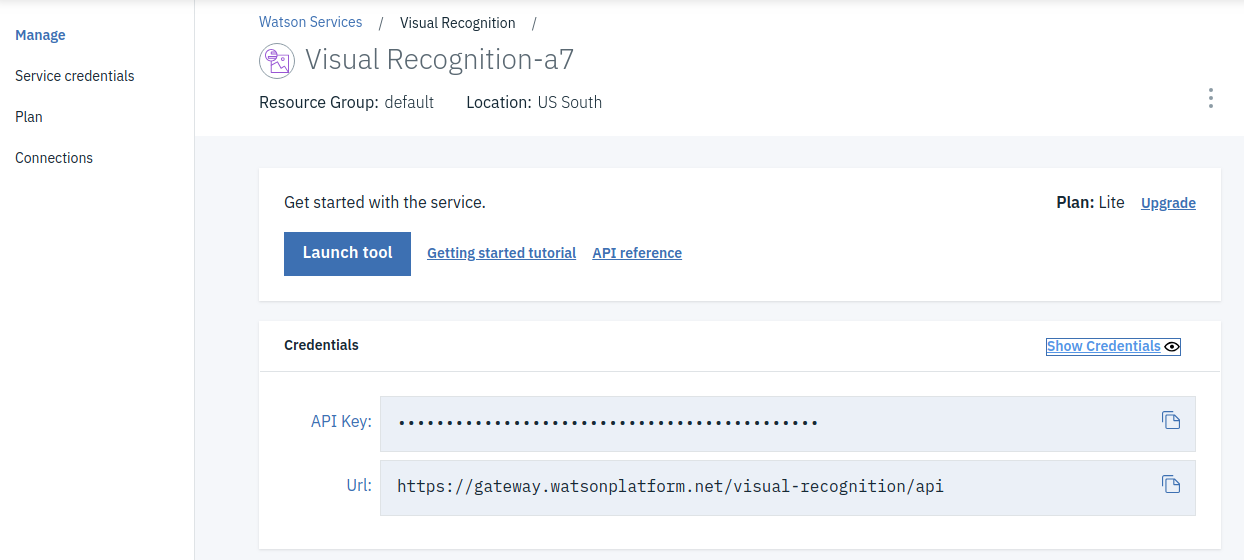 Manage
Service credentials
Plan
Connections
Watson Services / Visual Recognition /
Visual Recognition-a7
Resource Group: default Location: US South
Get started with the service.
Plan: Lite Upgrade
Launch tool Getting started tutorial API reference
Credentials
Show Credentials
API Key: ••••••••••••••••••••••••••••••••••••••••••••
Url: https://gateway.watsonplatform.net/visual-recognition/api